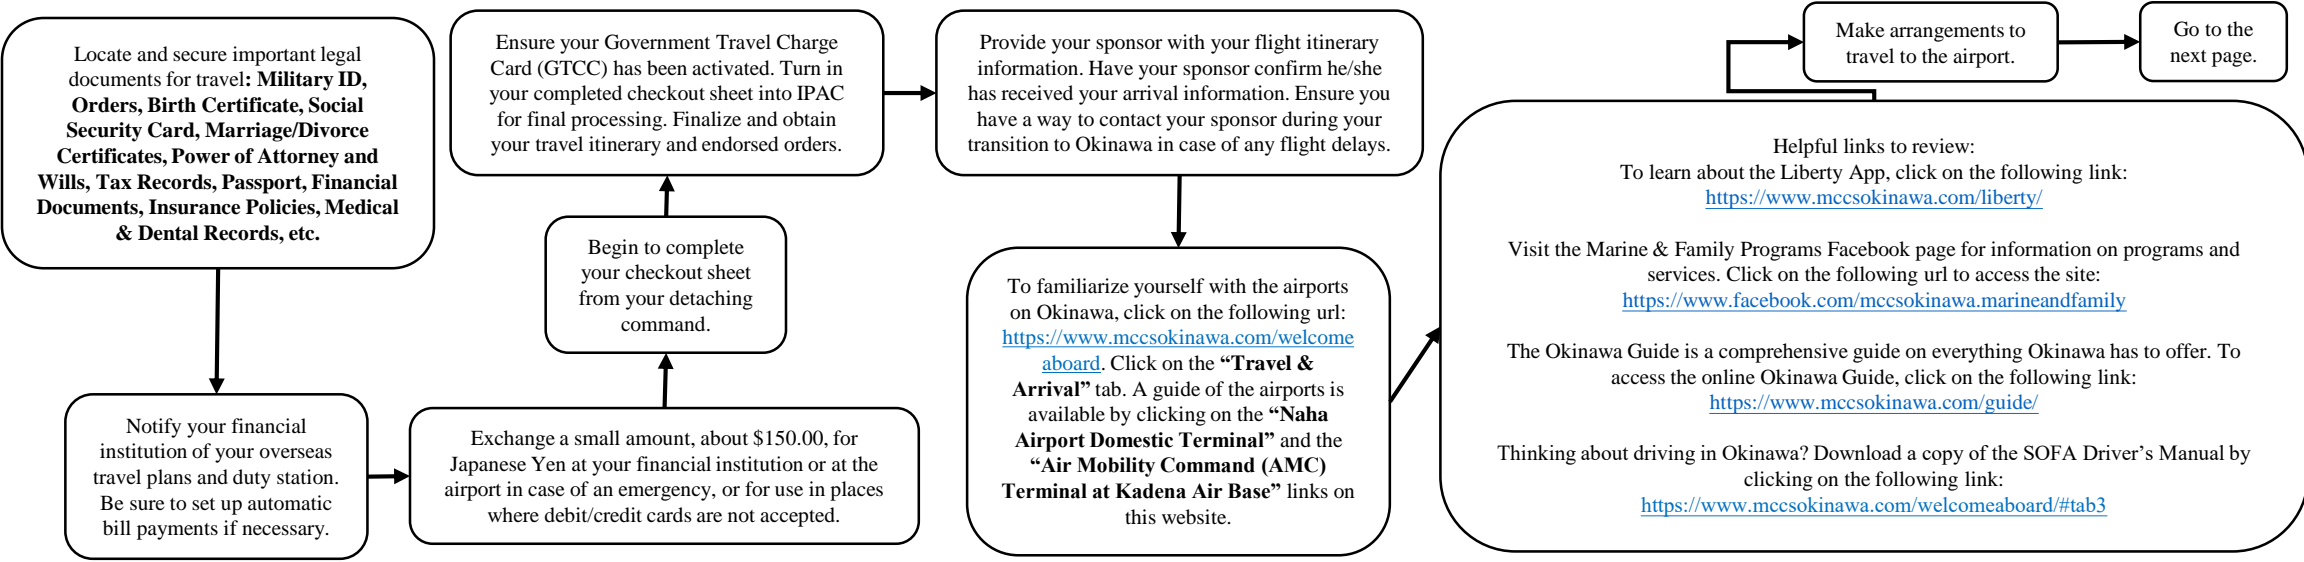 Locate and secure important legal
documents for travel: Military ID,
Orders, Birth Certificate, Social
Security Card, Marriage/Divorce
Certificates, Power of Attorney and
Wills, Tax Records, Passport, Financial
Documents, Insurance Policies, Medical
& Dental Records, etc.
Notify your financial
institution of your overseas
travel plans and duty station.
Be sure to set up automatic
bill payments if necessary.
Exchange a small amount, about $150.00, for
Japanese Yen at your financial institution or at the
airport in case of an emergency, or for use in places
where debit/credit cards are not accepted.
Begin to complete
your checkout sheet
from your detaching
command.
Ensure your Government Travel Charge
Card (GTCC) has been activated. Turn in
your completed checkout sheet into IPAC
for final processing. Finalize and obtain
your travel itinerary and endorsed orders.
Provide your sponsor with your flight itinerary
information. Have your sponsor confirm he/she
has received your arrival information. Ensure you
have a way to contact your sponsor during your
transition to Okinawa in case of any flight delays.
To familiarize yourself with the airports
on Okinawa, click on the following url:
https://www.mccsokinawa.com/welcome
aboard. Click on the “Travel &
Arrival” tab. A guide of the airports is
available by clicking on the “Naha
Airport Domestic Terminal” and the
“Air Mobility Command (AMC)
Terminal at Kadena Air Base” links on
this website.
Helpful links to review:
To learn about the Liberty App, click on the following link:
https://www.mccsokinawa.com/liberty/
Visit the Marine & Family Programs Facebook page for information on programs and
services. Click on the following url to access the site:
https://www.facebook.com/mccsokinawa.marineandfamily
The Okinawa Guide is a comprehensive guide on everything Okinawa has to offer. To
access the online Okinawa Guide, click on the following link:
https://www.mccsokinawa.com/guide/
Thinking about driving in Okinawa? Download a copy of the SOFA Driver’s Manual by
clicking on the following link:
https://www.mccsokinawa.com/welcomeaboard/#tab3
Make arrangements to
travel to the airport.
Go to the
next page.